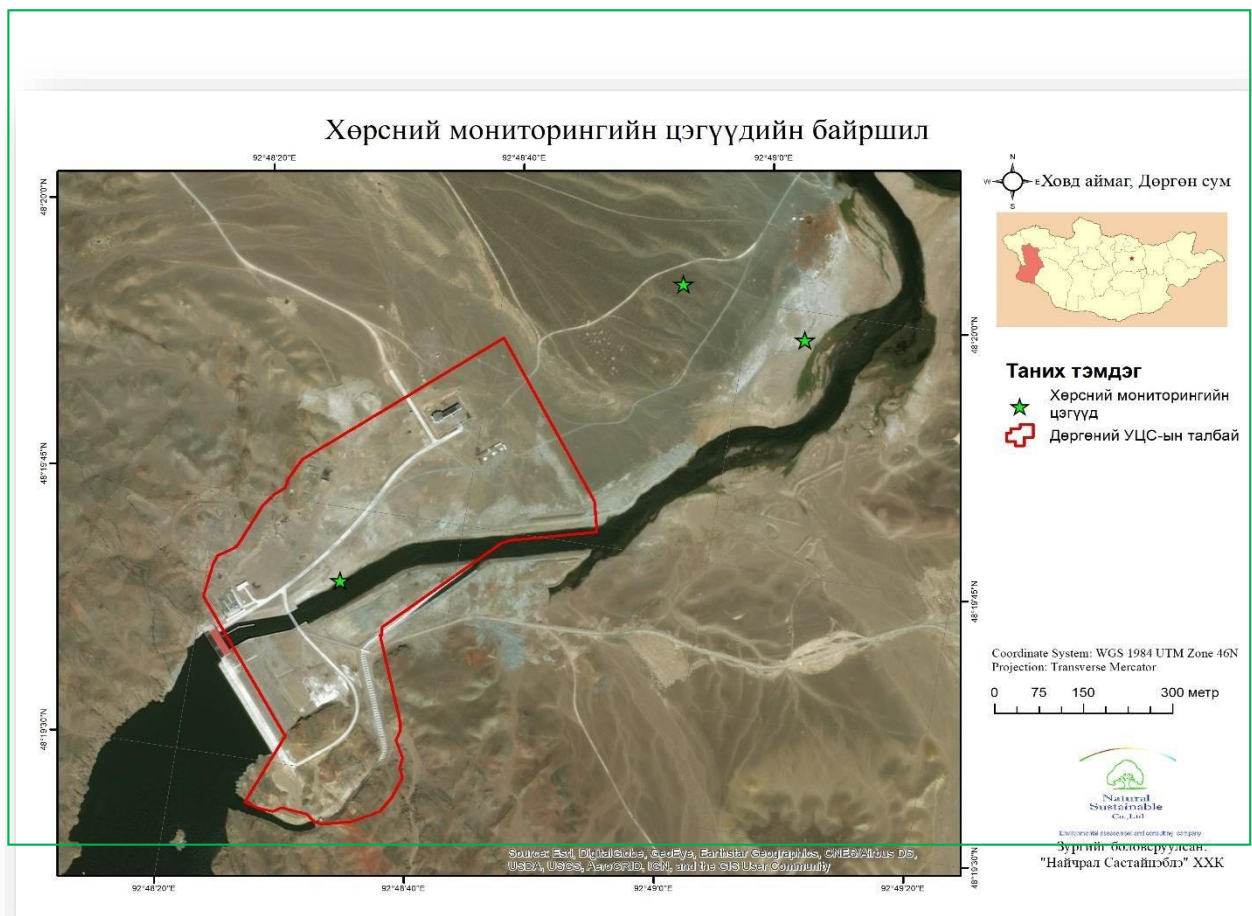 Хөрсний мониторингийн цэгүүдийн байршил
92°48'20"E
92°48'40"E
92°49'0"E
48°20'0"N
48°19'45"N
48°19'30"N
48°20'0"N
48°19'45"N
48°19'30"N
92°48'20"E
92°48'40"E
92°49'0"E
92°49'20"E
Source: Esri, DigitalGlobe, GeoEye, Earthstar Geographics, CNES/Airbus DS,
USDA, USGS, AeroGRID, IGN, and the GIS User Community
N
W
E
S
Ховд аймаг, Дөргөн сум
Таних тэмдэг
Хөрсний мониторингийн
цэгүүд
Дөргөний УЦС-ын талбай
Coordinate System: WGS 1984 UTM Zone 46N
Projection: Transverse Mercator
0 75 150 300 метр
Natural
Sustainable
Co.,Ltd
Environmental assessment and consulting company
Зургийг боловсруулсан:
"Найчрал Састайнэбл" ХХК